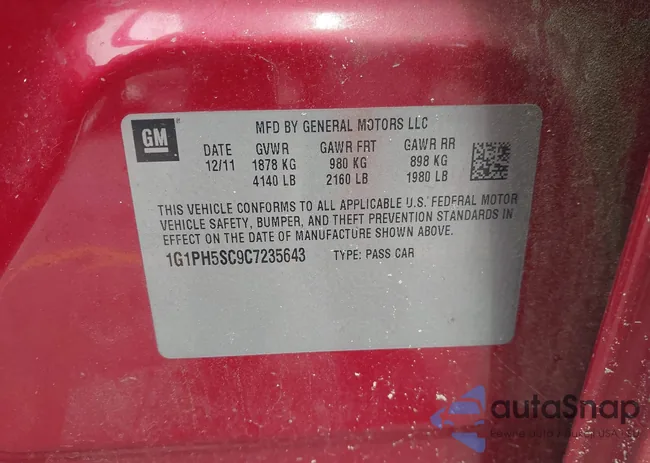 GM
MFD BY GENERAL MOTORS LLC
DATE GVWR GAWR FRT GAWR RR
12/11 1878 KG 980 KG 898 KG
4140 LB 2160 LB 1980 LB
THIS VEHICLE CONFORMS TO ALL APPLICABLE U.S. FEDERAL MOTOR
VEHICLE SAFETY, BUMPER, AND THEFT PREVENTION STANDARDS IN
EFFECT ON THE DATE OF MANUFACTURE SHOWN ABOVE.
1G1PH5SC9C7235643 TYPE: PASS CAR
autaSnap